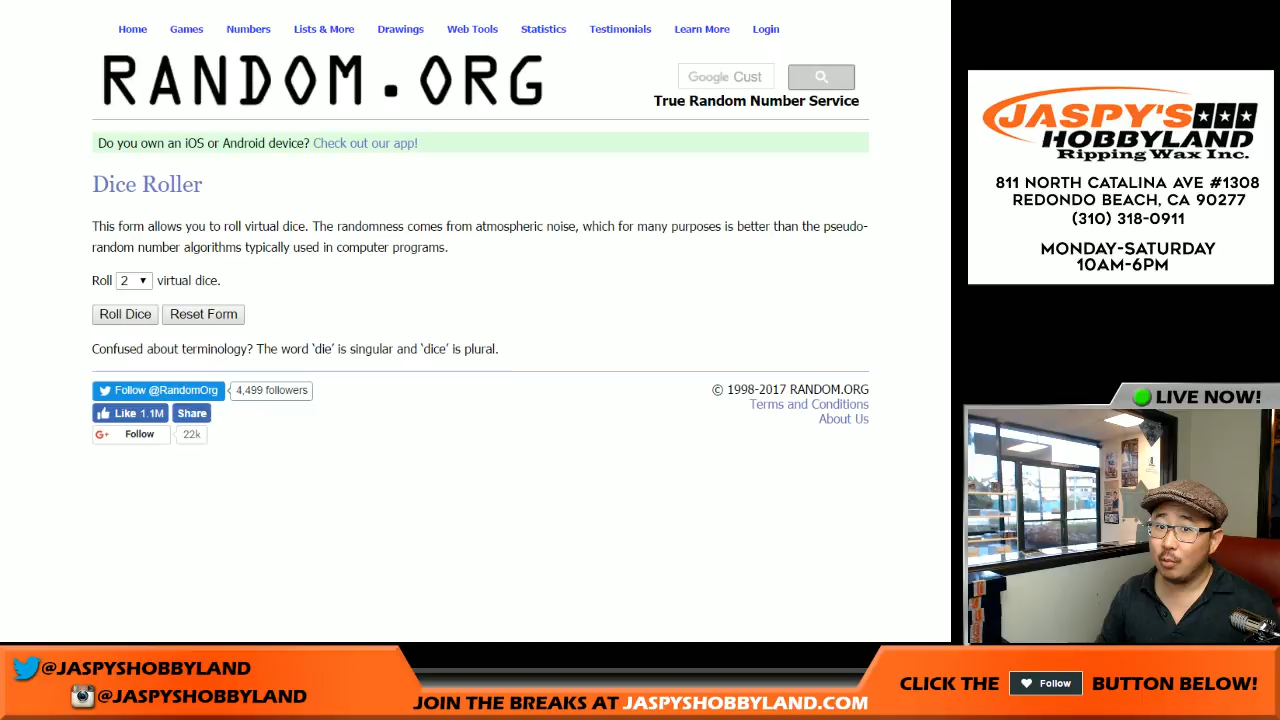 Home Games Numbers Lists & More Drawings Web Tools Statistics Testimonials Learn More Login
RANDOM.ORG
Google Cust
True Random Number Service
Do you own an iOS or Android device? Check out our app!
Dice Roller
This form allows you to roll virtual dice. The randomness comes from atmospheric noise, which for many purposes is better than the pseudo-
random number algorithms typically used in computer programs.
Roll 2 virtual dice.
Roll Dice Reset Form
Confused about terminology? The word ‘die’ is singular and ‘dice’ is plural.
Follow @RandomOrg 4,499 followers
Like 1.1M Share
G+ Follow 22k
© 1998-2017 RANDOM.ORG
Terms and Conditions
About Us
JASPY'S
HOBBYLAND
Ripping Wax Inc.
811 NORTH CATALINA AVE #1308
REDONDO BEACH, CA 90277
(310) 318-0911
MONDAY-SATURDAY
10AM-6PM
LIVE NOW!
@JASPYSHOBBYLAND
@JASPYSHOBBYLAND
JOIN THE BREAKS AT JASPYSHOBBYLAND.COM
CLICK THE Follow BUTTON BELOW!